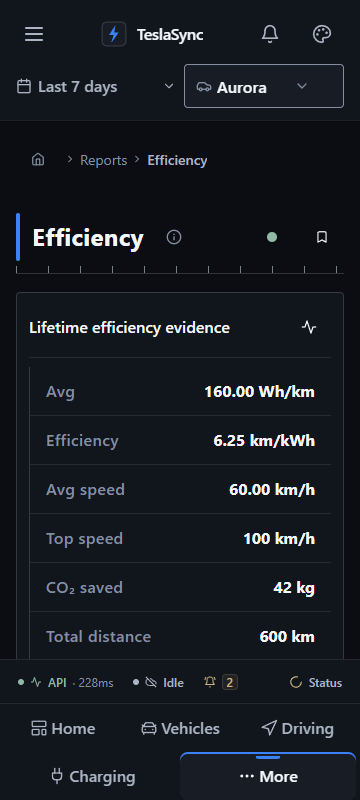 TeslaSync
Last 7 days
Aurora
Reports
Efficiency
Efficiency
Lifetime efficiency evidence
Avg 160.00 Wh/km
Efficiency 6.25 km/kWh
Avg speed 60.00 km/h
Top speed 100 km/h
CO₂ saved 42 kg
Total distance 600 km
API · 228ms Idle 2 Status
Home Vehicles Driving
Charging More